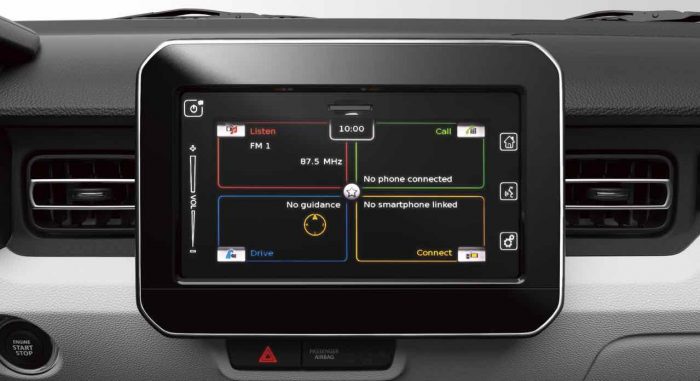 10:00
Listen
Call
FM 1
87.5 MHz
No phone connected
VOL
No guidance
No smartphone linked
Drive
Connect
ENGINE
START
STOP
PASSENGER
AIRBAG